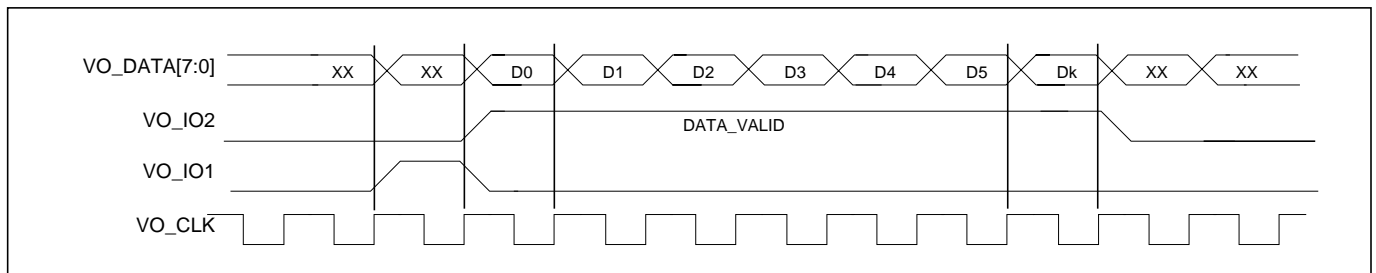 VO_DATA[7:0] XX XX D0 D1 D2 D3 D4 D5 Dk XX XX
VO_IO2 DATA_VALID
VO_IO1
VO_CLK